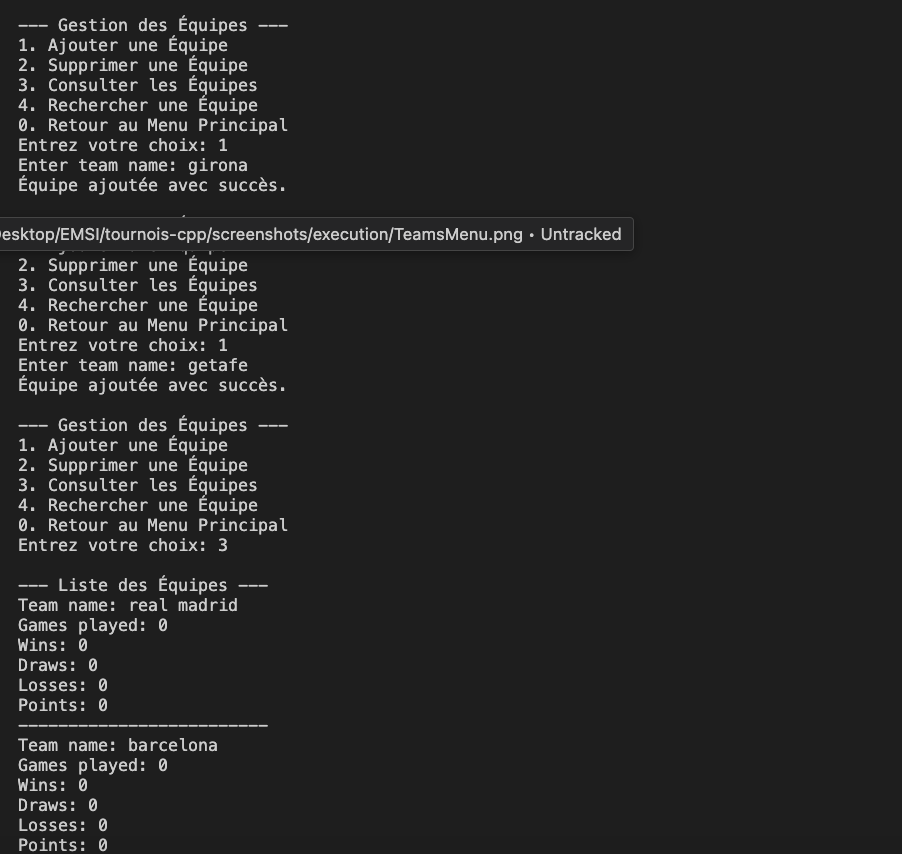 --- Gestion des Équipes ---
1. Ajouter une Équipe
2. Supprimer une Équipe
3. Consulter les Équipes
4. Rechercher une Équipe
0. Retour au Menu Principal
Entrez votre choix: 1
Enter team name: girona
Équipe ajoutée avec succès.
esktop/EMSI/tournois-cpp/screenshots/execution/TeamsMenu.png • Untracked
2. Supprimer une Équipe
3. Consulter les Équipes
4. Rechercher une Équipe
0. Retour au Menu Principal
Entrez votre choix: 1
Enter team name: getafe
Équipe ajoutée avec succès.
--- Gestion des Équipes ---
1. Ajouter une Équipe
2. Supprimer une Équipe
3. Consulter les Équipes
4. Rechercher une Équipe
0. Retour au Menu Principal
Entrez votre choix: 3
--- Liste des Équipes ---
Team name: real madrid
Games played: 0
Wins: 0
Draws: 0
Losses: 0
Points: 0
-------------------------
Team name: barcelona
Games played: 0
Wins: 0
Draws: 0
Losses: 0
Points: 0